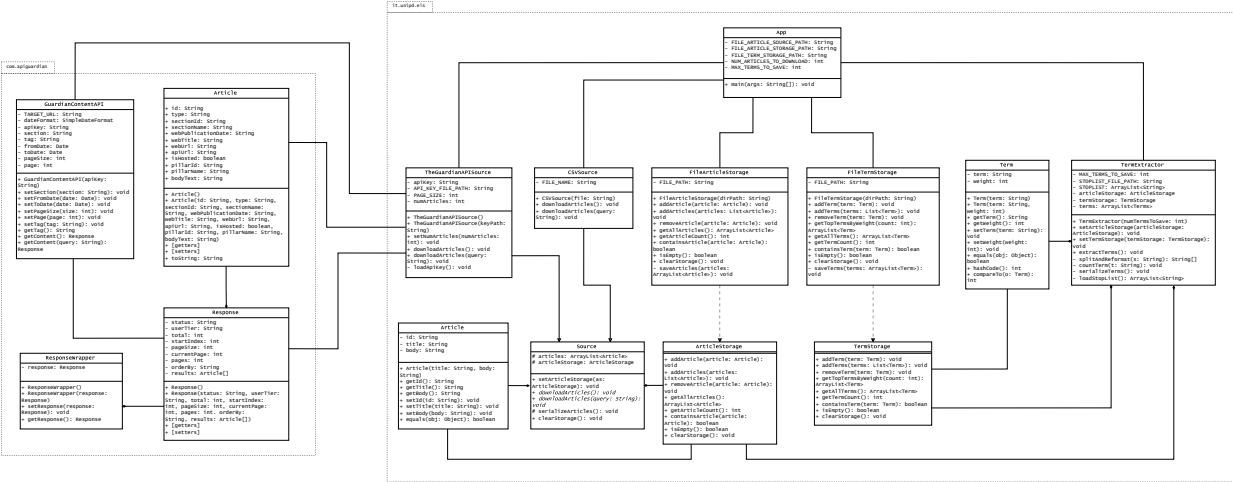 it.unipd.eis
com.apiguardian
App
- FILE_ARTICLE_SOURCE_PATH: String
- FILE_ARTICLE_STORAGE_PATH: String
- FILE_TERM_STORAGE_PATH: String
- NUM_ARTICLES_TO_DOWNLOAD: int
- MAX_TERMS_TO_SAVE: int
+ main(args: String[]): void
GuardianContentAPI
- TARGET_URL: String
- dateFormat: SimpleDateFormat
- apiKey: String
- section: String
- tag: String
- fromDate: Date
- toDate: Date
- pageSize: int
- page: int
+ GuardianContentAPI(apiKey:
String)
+ setSection(section: String): void
+ setFromDate(date: Date): void
+ setToDate(date: Date): void
+ setPageSize(size: int): void
+ setPage(page: int): void
+ setTag(tag: String): void
+ getTag(): String
+ getContent(): Response
+ getContent(query: String):
Response
Article
+ id: String
+ type: String
+ sectionId: String
+ sectionName: String
+ webPublicationDate: String
+ webTitle: String
+ webUrl: String
+ apiUrl: String
+ isHosted: boolean
+ pillarId: String
+ pillarName: String
+ bodyText: String
+ Article()
+ Article(id: String, type: String,
sectionId: String, sectionName:
String, webPublicationDate: String,
webTitle: String, webUrl: String,
apiUrl: String, isHosted: boolean,
pillarId: String, pillarName: String,
bodyText: String)
+ [getters]
+ [setters]
+ toString: String
Response
- status: String
- userTier: String
- total: int
- startIndex: int
- pageSize: int
- currentPage: int
- pages: int
- orderBy: String
- results: Article[]
+ Response()
+ Response(status: String, userTier:
String, total: int, startIndex:
int, pageSize: int, currentPage:
int, pages: int, orderBy:
String, results: Article[])
+ [getters]
+ [setters]
ResponseWrapper
- response: Response
+ ResponseWrapper()
+ ResponseWrapper(response:
Response)
+ setResponse(response:
Response): void
+ getResponse(): Response
TheGuardianAPISource
- apiKey: String
- API_KEY_FILE_PATH: String
- PAGE_SIZE: int
- numArticles: int
+ TheGuardianAPISource()
+ TheGuardianAPISource(keyPath:
String)
+ setNumArticles(numArticles:
int): void
+ downloadArticles(): void
+ downloadArticles(query:
String): void
- loadApiKey(): void
CSVSource
- FILE_NAME: String
+ CSVSource(file: String)
+ downloadArticles(): void
+ downloadArticles(query:
String): void
FileArticleStorage
- FILE_PATH: String
+ FileArticleStorage(dirPath: String)
+ addArticle(article: Article): void
+ addArticles(articles: List<Article>):
void
+ removeArticle(article: Article): void
+ getAllArticles(): ArrayList<Article>
+ getArticleCount(): int
+ containsArticle(article: Article):
boolean
+ isEmpty(): boolean
+ clearStorage(): void
- saveArticles(articles:
ArrayList<Article>): void
FileTermStorage
- FILE_PATH: String
+ FileTermStorage(dirPath: String)
+ addTerm(term: Term): void
+ addTerms(terms: List<Term>): void
+ removeTerm(term: Term): void
+ getTopTermsByWeight(count: int):
ArrayList<Term>
+ getAllTerms(): ArrayList<Term>
+ getTermCount(): int
+ containsTerm(term: Term): boolean
+ isEmpty(): boolean
+ clearStorage(): void
- saveTerms(terms: ArrayList<Term>):
void
Term
- term: String
- weight: int
+ Term(term: String)
+ Term(term: String,
weight: int)
+ getTerm(): String
+ getWeight(): int
+ setTerm(term: String):
void
+ setWeight(weight:
int): void
+ equals(obj: Object):
boolean
+ hashCode(): int
+ compareTo(o: Term):
int
TermExtractor
- MAX_TERMS_TO_SAVE: int
- STOPLIST_FILE_PATH: String
- STOPLIST: ArrayList<String>
- articleStorage: ArticleStorage
- termStorage: TermStorage
- terms: ArrayList<Terms>
+ TermExtractor(numTermsToSave: int)
+ setArticleStorage(articleStorage:
ArticleStorage): void
+ setTermStorage(termStorage: TermStorage):
void
+ extractTerms(): void
- splitAndReformat(s: String): String[]
- countTerm(t: String): void
- serializeTerms(): void
- loadStopList(): ArrayList<String>
Article
- id: String
- title: String
- body: String
+ Article(title: String, body:
String)
+ getId(): String
+ getTitle(): String
+ getBody(): String
+ setId(id: String): void
+ setTitle(title: String): void
+ setBody(body: String): void
+ equals(obj: Object): boolean
Source
# articles: ArrayList<Article>
# articleStorage: ArticleStorage
+ setArticleStorage(as:
ArticleStorage): void
+ downloadArticles(): void
+ downloadArticles(query: String):
void
# serializeArticles(): void
+ clearStorage(): void
ArticleStorage
+ addArticle(article: Article):
void
+ addArticles(articles:
List<Article>): void
+ removeArticle(article: Article):
void
+ getAllArticles():
ArrayList<Article>
+ getArticleCount(): int
+ containsArticle(article:
Article): boolean
+ isEmpty(): boolean
+ clearStorage(): void
TermStorage
+ addTerm(term: Term): void
+ addTerms(terms: List<Term>): void
+ removeTerm(term: Term): void
+ getTopTermsByWeight(count: int):
ArrayList<Term>
+ getAllTerms(): ArrayList<Term>
+ getTermCount(): int
+ containsTerm(term: Term): boolean
+ isEmpty(): boolean
+ clearStorage(): void